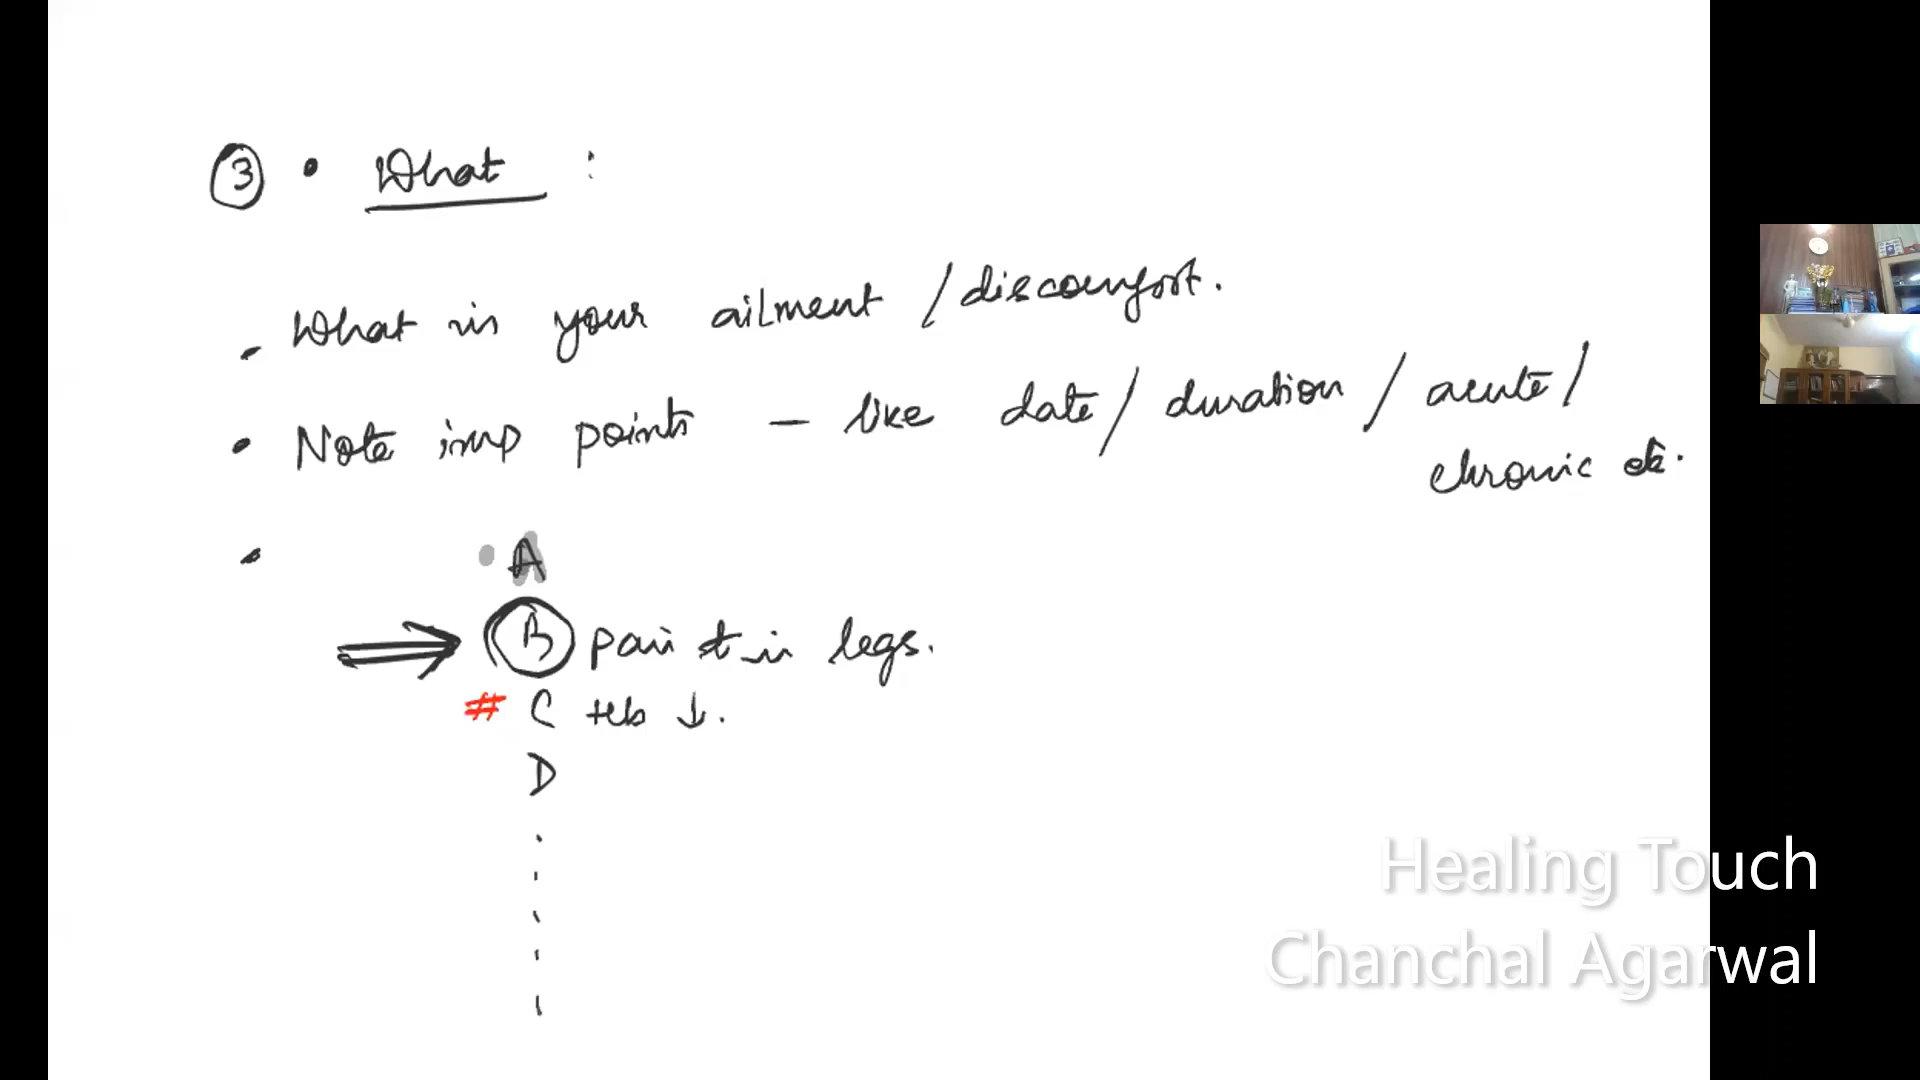 ③ • What :
• What is your ailment / discomfort.
• Note imp points – like date / duration / acute /
chronic etc.
• • A
⇒ Ⓑ pain in legs.
# C Hb ↓.
D
Healing Touch
Chanchal Agarwal